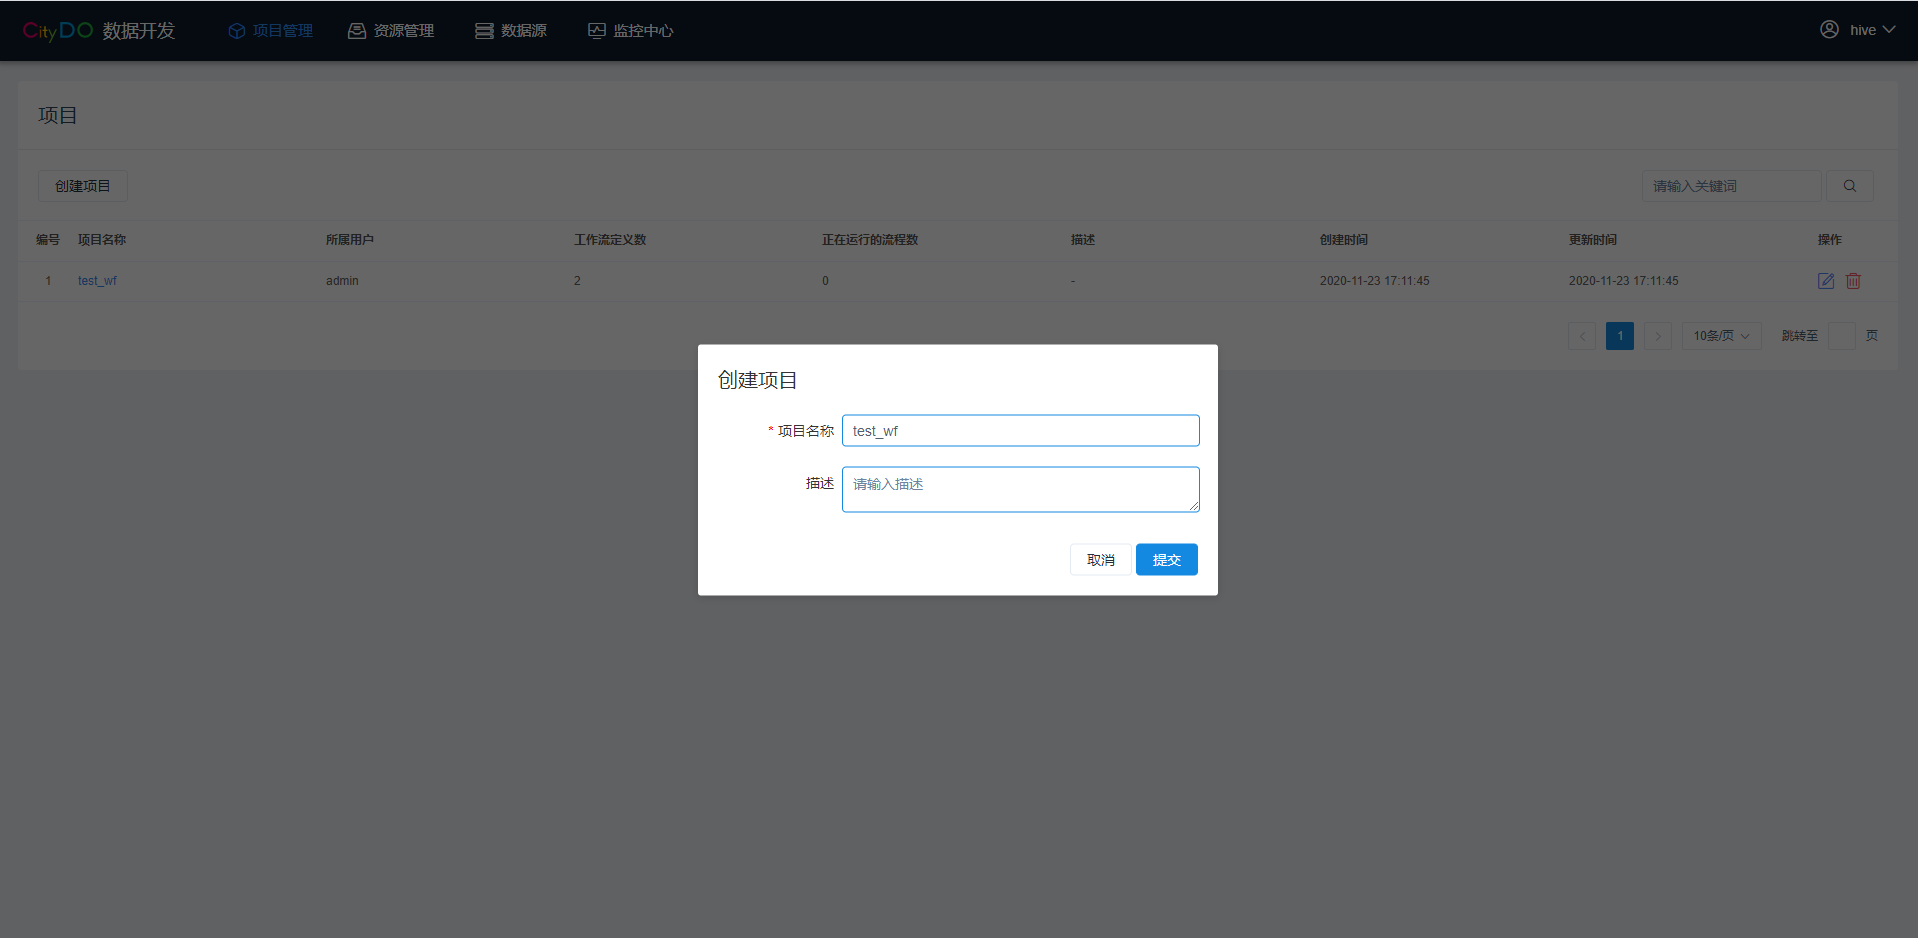 CityDO 数据开发 项目管理 资源管理 数据源 监控中心 hive
项目
创建项目 请输入关键词
编号 项目名称 所属用户 工作流定义数 正在运行的流程数 描述 创建时间 更新时间 操作
1 test_wf admin 2 0 - 2020-11-23 17:11:45 2020-11-23 17:11:45
1 10条/页 跳转至 页
创建项目
* 项目名称 test_wf
描述 请输入描述
取消 提交